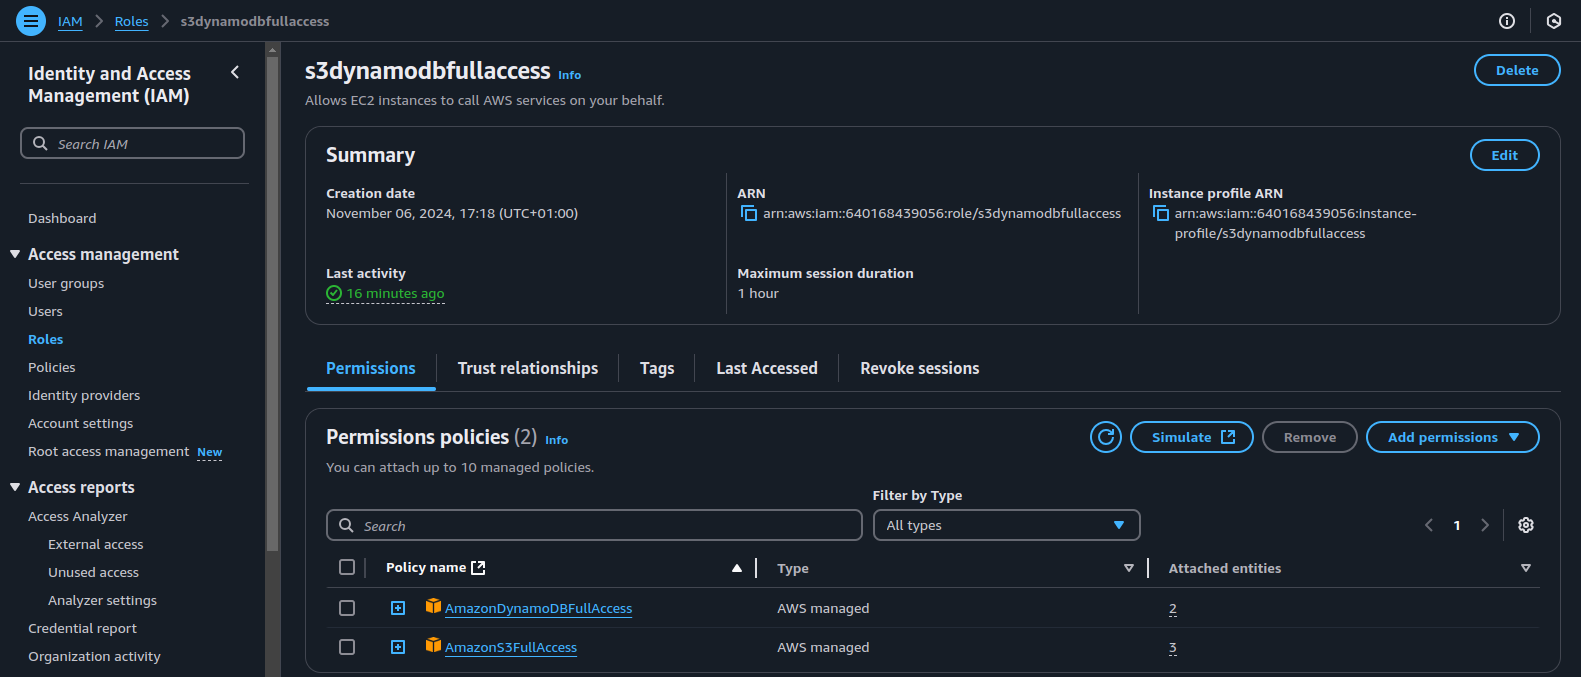 IAM > Roles > s3dynamodbfullaccess
Identity and Access
Management (IAM)
Search IAM
Dashboard
Access management
User groups
Users
Roles
Policies
Identity providers
Account settings
Root access management New
Access reports
Access Analyzer
External access
Unused access
Analyzer settings
Credential report
Organization activity
s3dynamodbfullaccess Info
Delete
Allows EC2 instances to call AWS services on your behalf.
Summary
Edit
Creation date
November 06, 2024, 17:18 (UTC+01:00)
ARN
arn:aws:iam::640168439056:role/s3dynamodbfullaccess
Instance profile ARN
arn:aws:iam::640168439056:instance-
profile/s3dynamodbfullaccess
Last activity
16 minutes ago
Maximum session duration
1 hour
Permissions Trust relationships Tags Last Accessed Revoke sessions
Permissions policies (2) Info
Simulate Remove Add permissions
You can attach up to 10 managed policies.
Filter by Type
Search All types 1
Policy name Type Attached entities
AmazonDynamoDBFullAccess AWS managed 2
AmazonS3FullAccess AWS managed 3